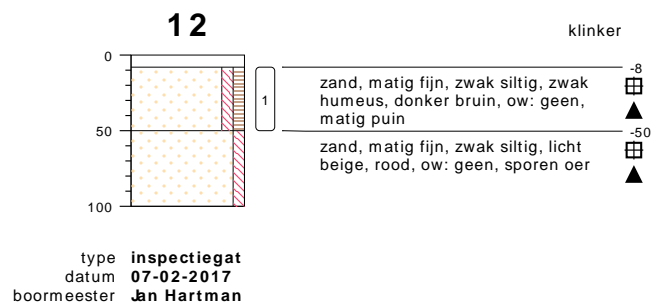 12
klinker
0
-8
zand, matig fijn, zwak siltig, zwak
humeus, donker bruin, ow: geen,
matig puin
1
50
-50
zand, matig fijn, zwak siltig, licht
beige, rood, ow: geen, sporen oer
100
type inspectiegat
datum 07-02-2017
boormeester Jan Hartman